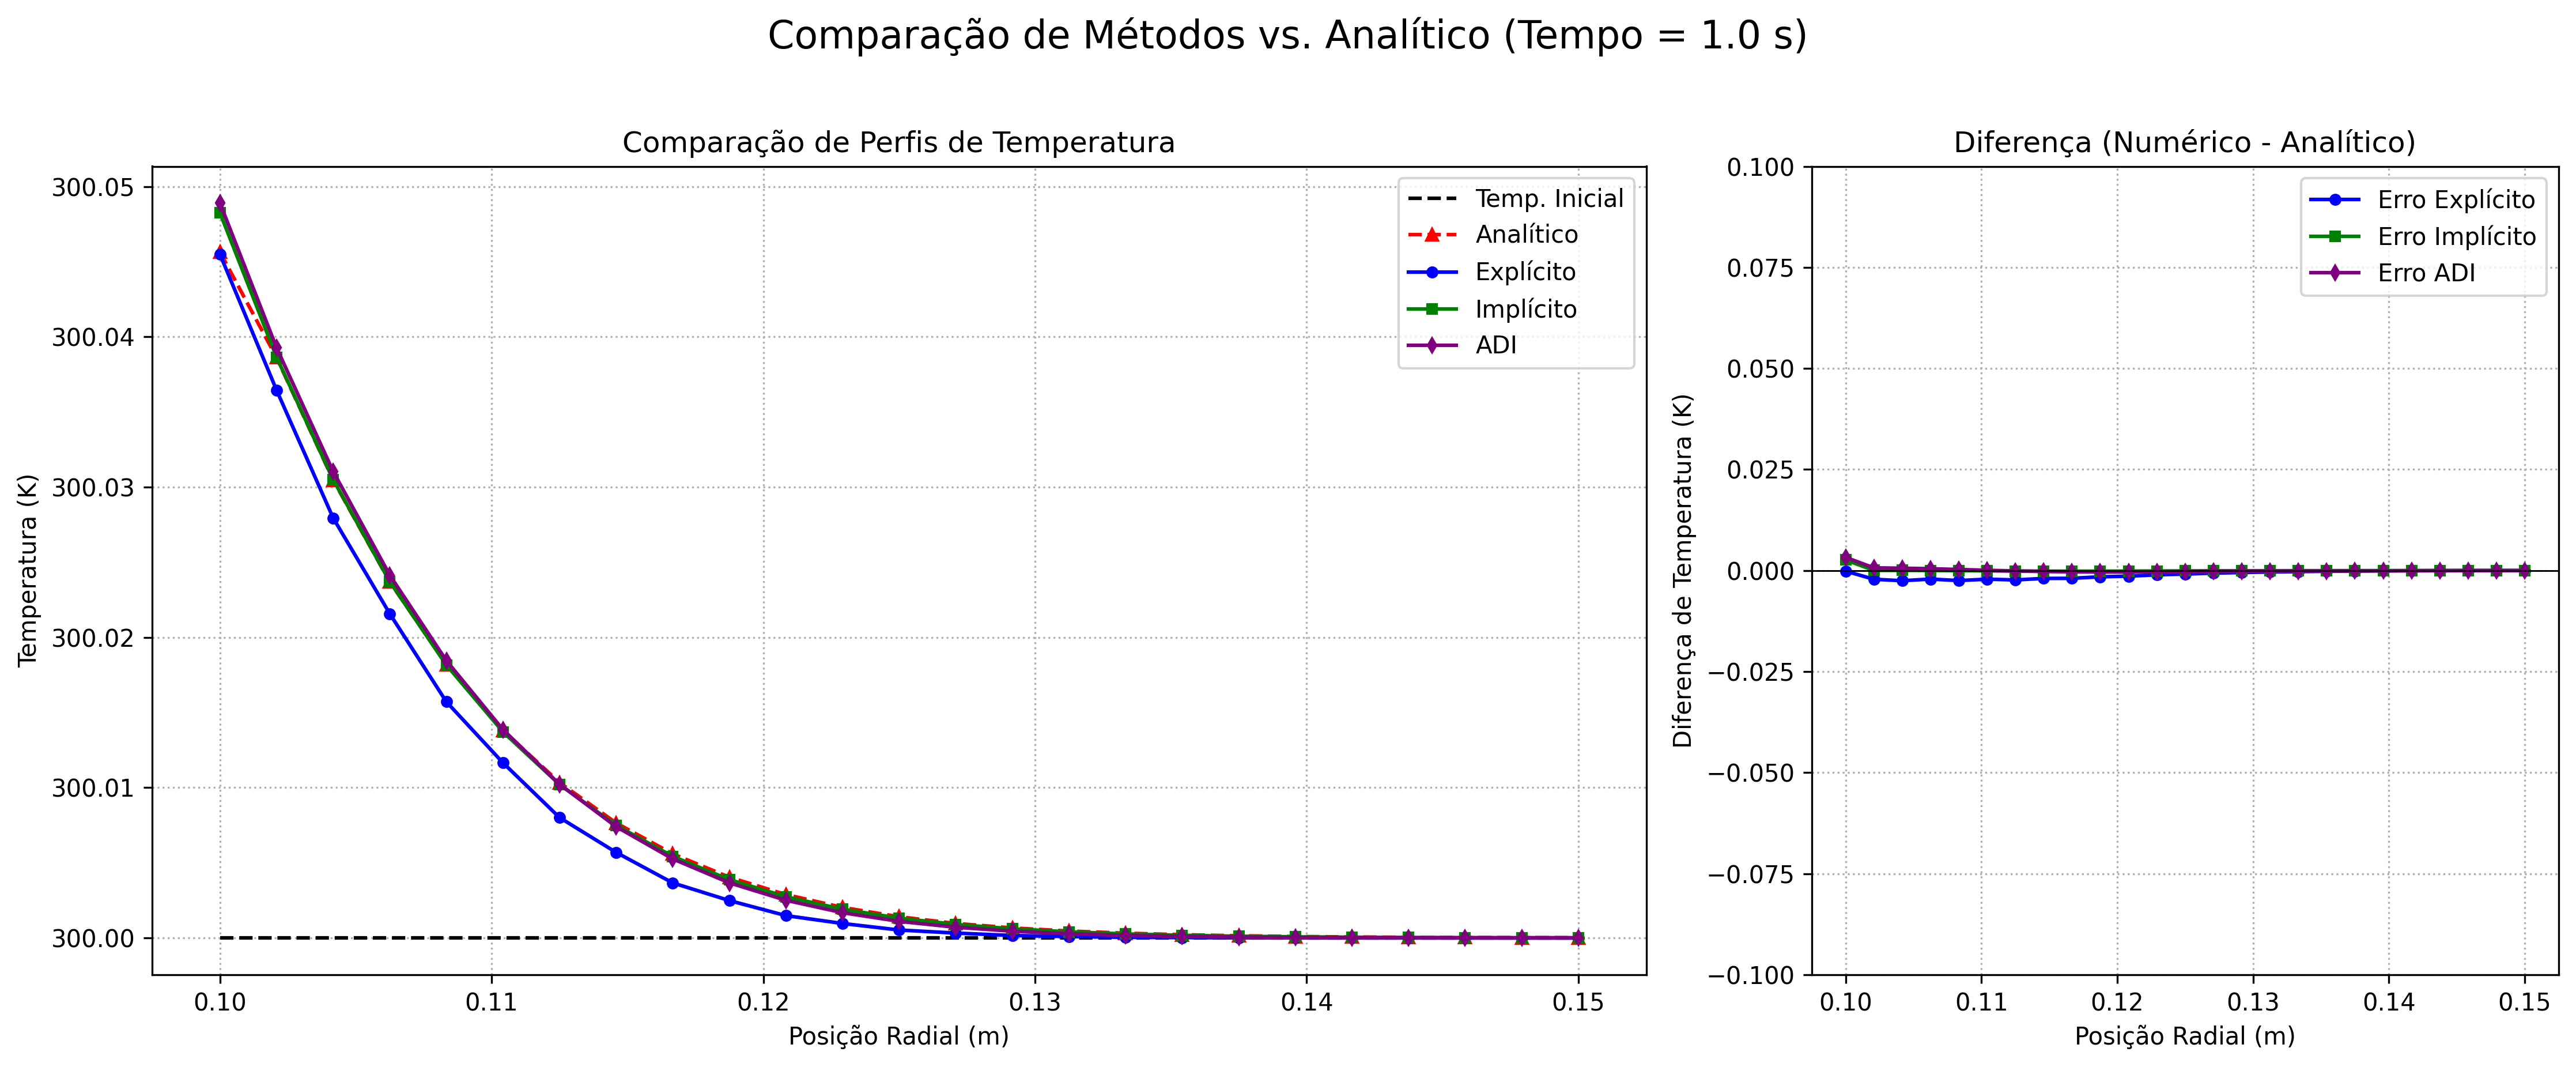 Comparação de Métodos vs. Analítico (Tempo = 1.0 s)
Comparação de Perfis de Temperatura
Temperatura (K)
300.05
300.04
300.03
300.02
300.01
300.00
Temp. Inicial
Analítico
Explícito
Implícito
ADI
0.10
0.11
0.12
0.13
0.14
0.15
Posição Radial (m)
Diferença (Numérico - Analítico)
Diferença de Temperatura (K)
0.100
0.075
0.050
0.025
0.000
−0.025
−0.050
−0.075
−0.100
Erro Explícito
Erro Implícito
Erro ADI
0.10
0.11
0.12
0.13
0.14
0.15
Posição Radial (m)